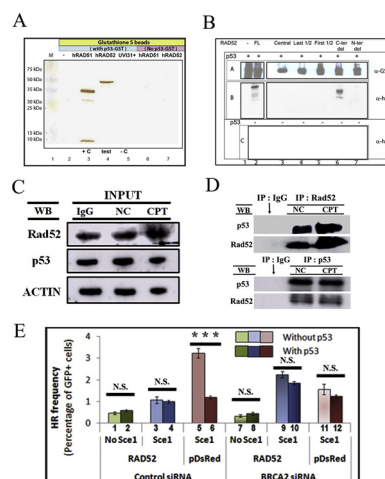 A
Glutathione S beads
(with p53-GST) (No p53-GST)
M - hRAD51 hRAD52 UVI31+ hRAD51 hRAD52
75 kDa
50 kDa
35 kDa
25 kDa
15 kDa
10 kDa
+ C test - C
1 2 3 4 5 6 7
B
RAD52 - FL Central Last 1/2 First 1/2 C-ter del N-ter del
p53 + + + + + + +
A
B
p53 - - - - - - -
C
1 2 3 4 5 6 7
C
INPUT
WB IgG NC CPT
Rad52
p53
ACTIN
D
IP : IgG IP : Rad52
WB NC CPT
p53
Rad52
IP : IgG IP : p53
WB NC CPT
p53
Rad52
E
HR frequency
(Percentage of GFP+ cells)
4
3
2
1
0
Without p53
With p53
N.S. N.S. * * * N.S. N.S. N.S.
1 2 3 4 5 6 7 8 9 10 11 12
No Sce1 Sce1 Sce1 No Sce1 Sce1 Sce1
RAD52 pDsRed RAD52 pDsRed
Control siRNA BRCA2 siRNA